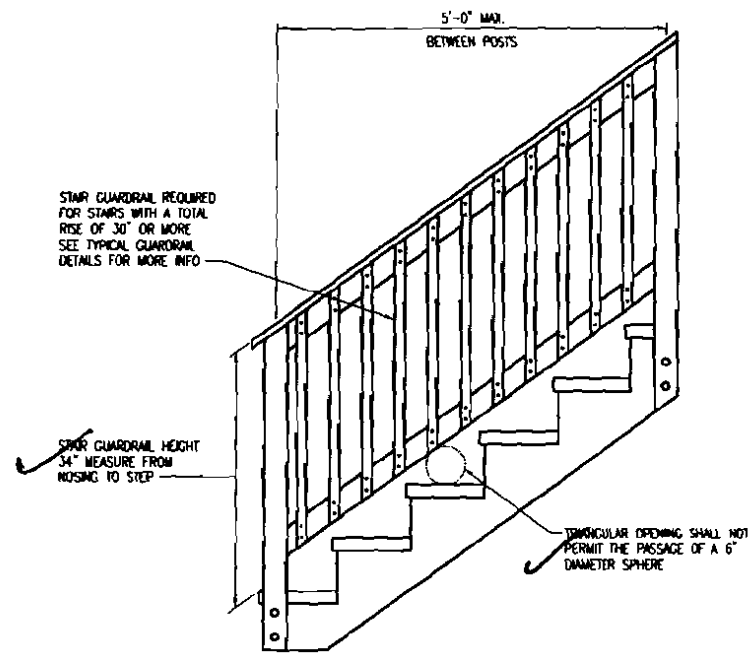 5'-0" MAX.
BETWEEN POSTS
STAIR GUARDRAIL REQUIRED
FOR STAIRS WITH A TOTAL
RISE OF 30" OR MORE
SEE TYPICAL GUARDRAIL
DETAILS FOR MORE INFO
STAIR GUARDRAIL HEIGHT
34" MEASURE FROM
NOSING TO STEP
TRIANGULAR OPENING SHALL NOT
PERMIT THE PASSAGE OF A 6"
DIAMETER SPHERE